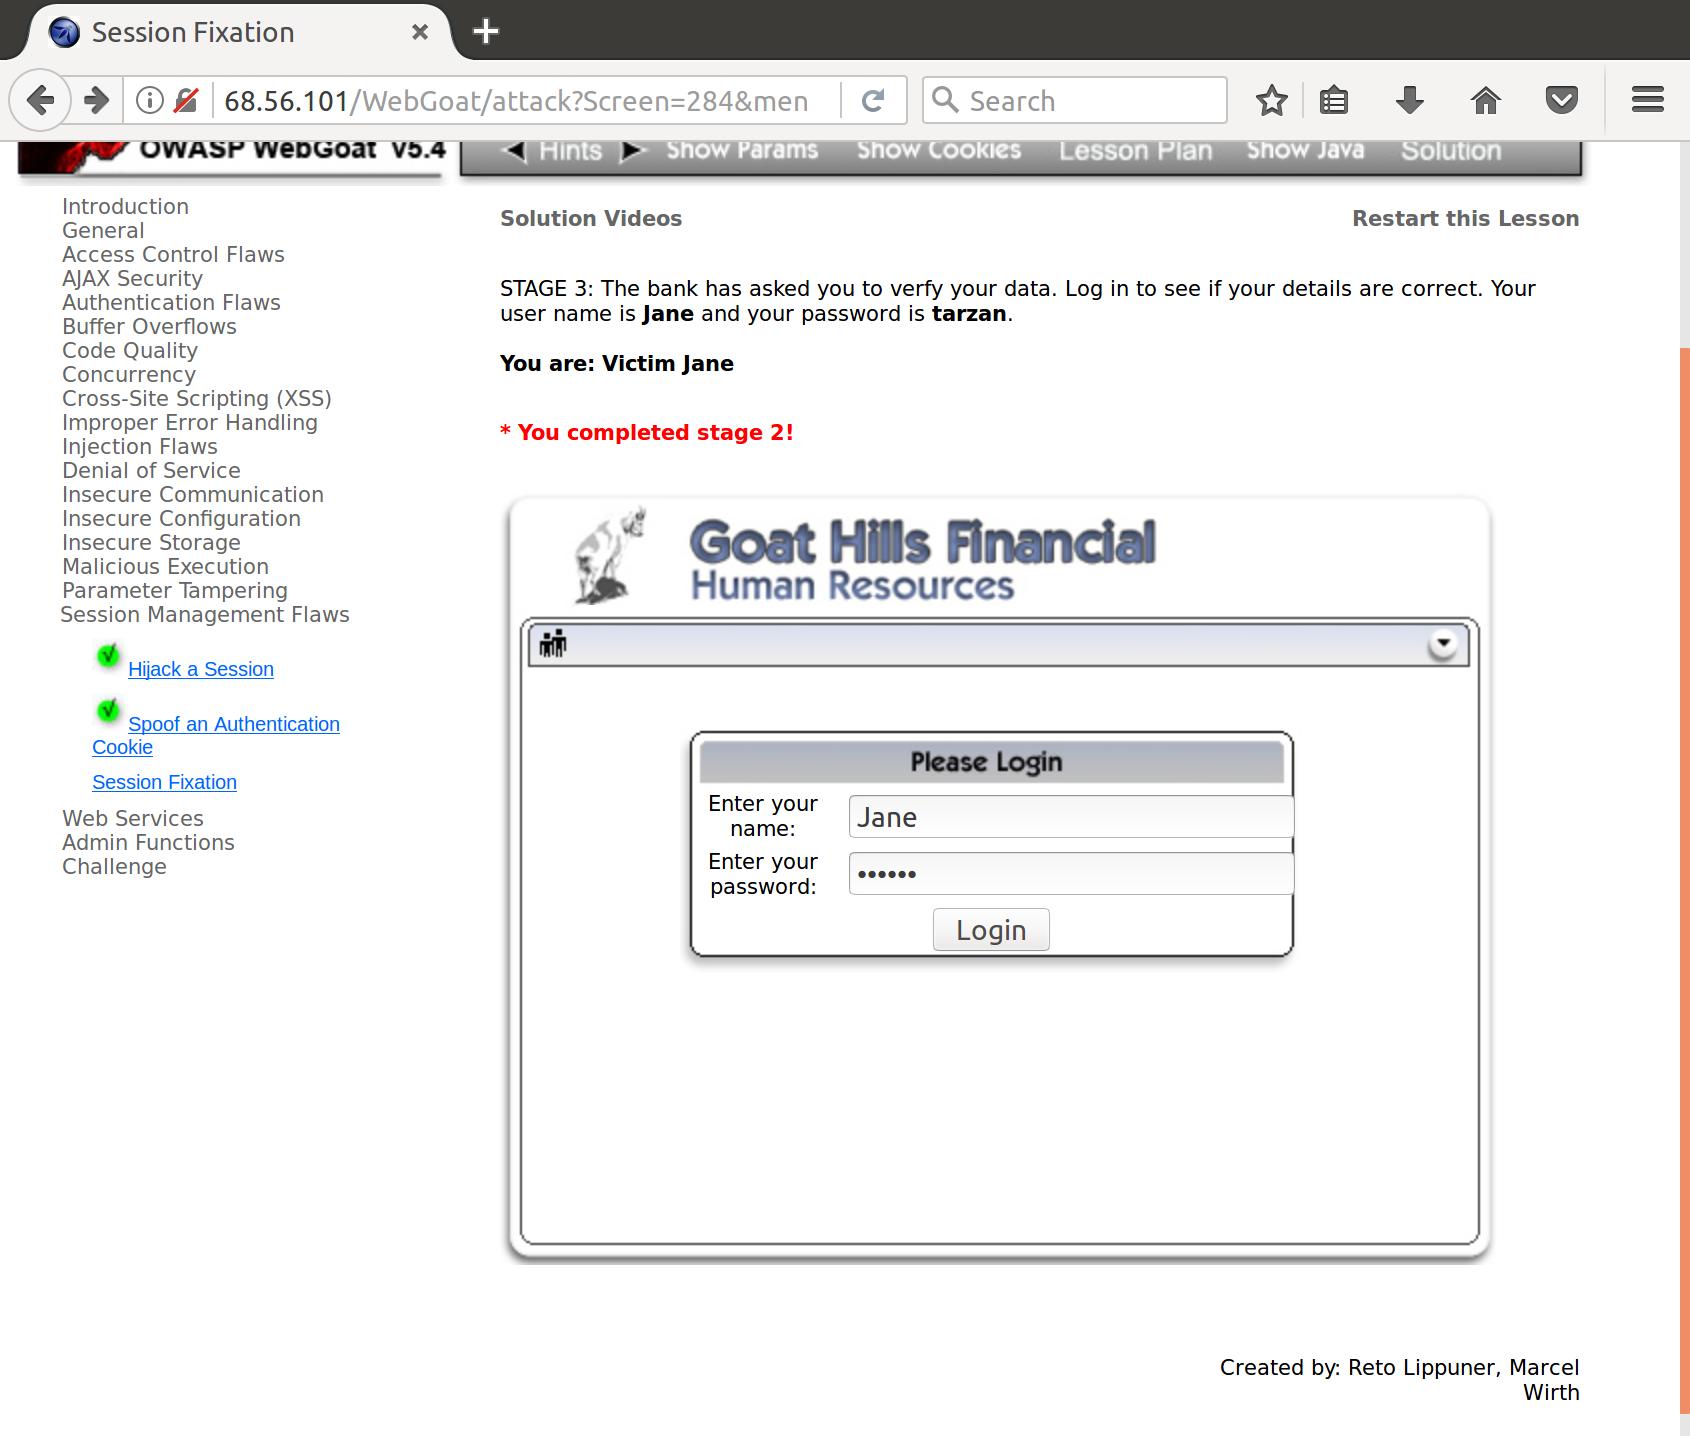 Session Fixation
68.56.101/WebGoat/attack?Screen=284&men
Search
OWASP WebGoat V5.4
Hints
Show Params
Show Cookies
Lesson Plan
Show Java
Solution
Introduction
General
Access Control Flaws
AJAX Security
Authentication Flaws
Buffer Overflows
Code Quality
Concurrency
Cross-Site Scripting (XSS)
Improper Error Handling
Injection Flaws
Denial of Service
Insecure Communication
Insecure Configuration
Insecure Storage
Malicious Execution
Parameter Tampering
Session Management Flaws
Hijack a Session
Spoof an Authentication
Cookie
Session Fixation
Web Services
Admin Functions
Challenge
Solution Videos
Restart this Lesson
STAGE 3: The bank has asked you to verfy your data. Log in to see if your details are correct. Your
user name is Jane and your password is tarzan.
You are: Victim Jane
* You completed stage 2!
Goat Hills Financial
Human Resources
Please Login
Enter your
name:
Jane
Enter your
password:
••••••
Login
Created by: Reto Lippuner, Marcel
Wirth